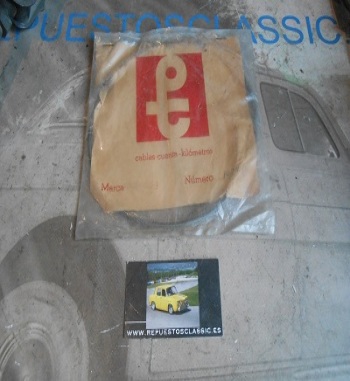 REPUESTOSCLASSIC.
cables cuenta-kilómetros
Marca
Número
WWW.REPUESTOSCLASSIC.ES